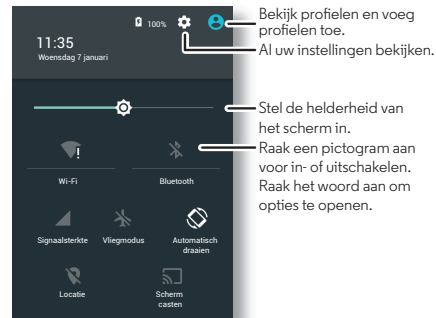 100%
11:35
Woensdag 7 januari
Wi-Fi
Bluetooth
Signaalsterkte
Vliegmodus
Automatisch
draaien
Locatie
Scherm
casten
Bekijk profielen en voeg
profielen toe.
Al uw instellingen bekijken.
Stel de helderheid van
het scherm in.
Raak een pictogram aan
voor in- of uitschakelen.
Raak het woord aan om
opties te openen.